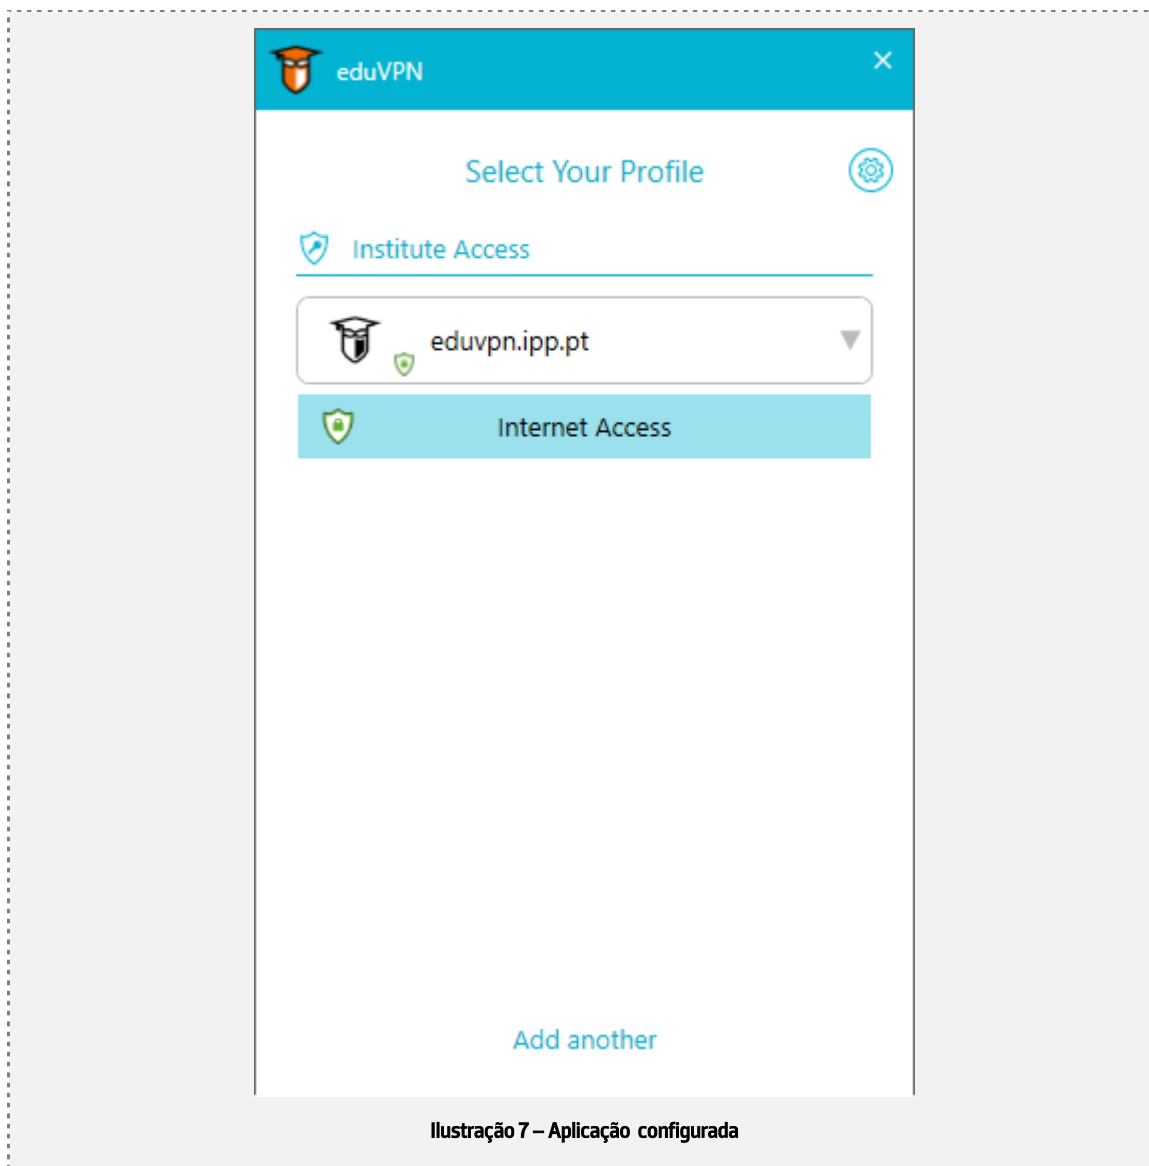 eduVPN
Select Your Profile
Institute Access
eduvpn.ipp.pt
Internet Access
Add another
Ilustração 7 – Aplicação configurada